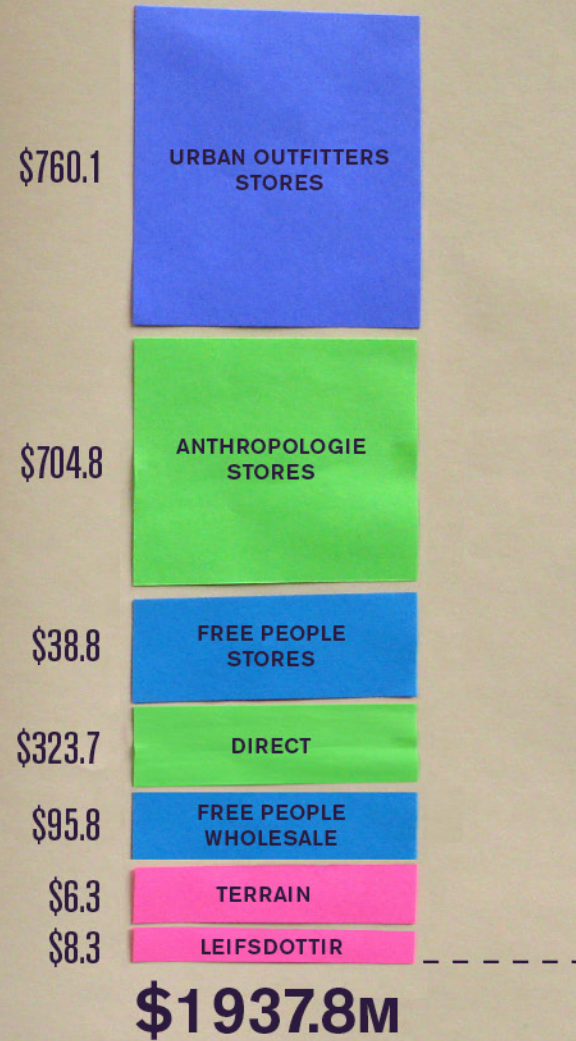 $760.1
URBAN OUTFITTERS
STORES
$704.8
ANTHROPOLOGIE
STORES
$38.8
FREE PEOPLE
STORES
$323.7
DIRECT
$95.8
FREE PEOPLE
WHOLESALE
$6.3
TERRAIN
$8.3
LEIFSDOTTIR
$1937.8M